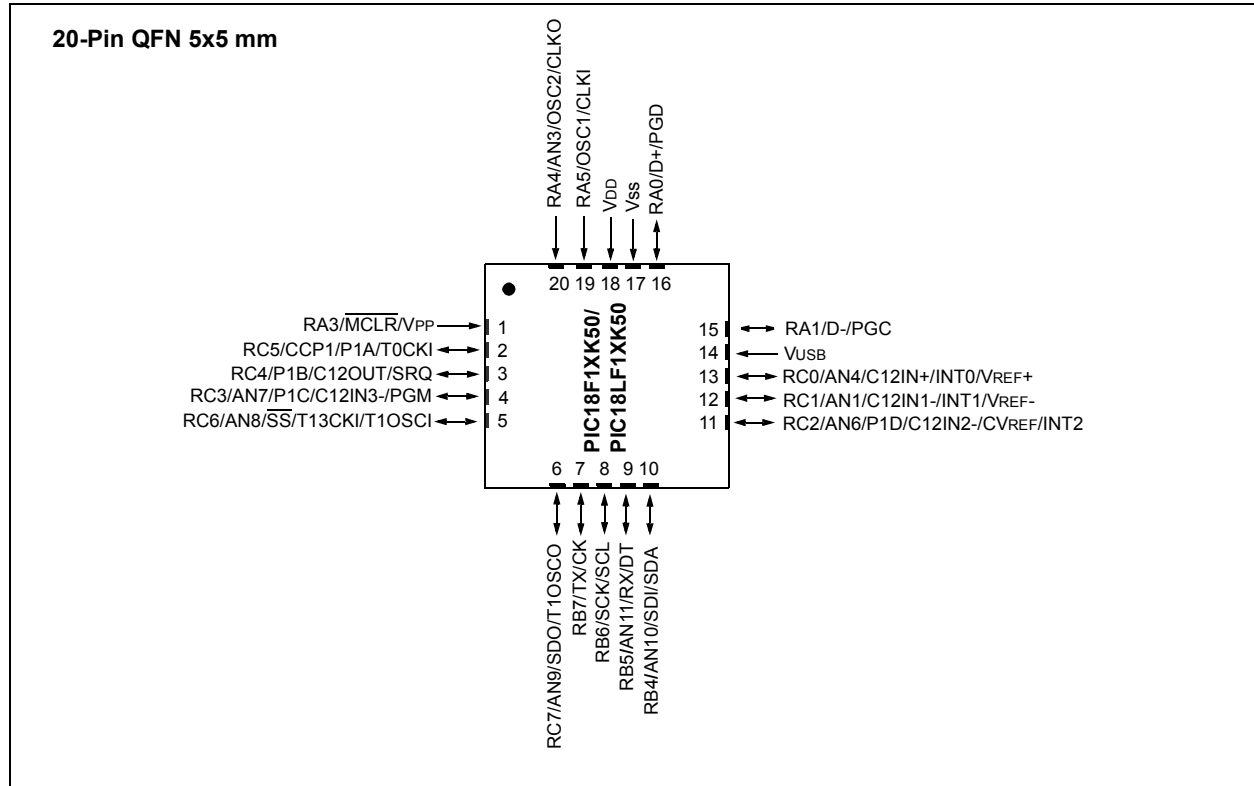 20-Pin QFN 5x5 mm
RA4/AN3/OSC2/CLKO
RA5/OSC1/CLKI
VDD
Vss
RA0/D+/PGD
20 19 18 17 16
RA3/MCLR/VPP
1
RC5/CCP1/P1A/T0CKI
2
RC4/P1B/C12OUT/SRQ
3
RC3/AN7/P1C/C12IN3-/PGM
4
RC6/AN8/SS/T13CKI/T1OSCI
5
PIC18F1XK50/
PIC18LF1XK50
15
RA1/D-/PGC
14
VUSB
13
RC0/AN4/C12IN+/INT0/VREF+
12
RC1/AN1/C12IN1-/INT1/VREF-
11
RC2/AN6/P1D/C12IN2-/CVREF/INT2
6 7 8 9 10
RC7/AN9/SDO/T1OSCO
RB7/TX/CK
RB6/SCK/SCL
RB5/AN11/RX/DT
RB4/AN10/SDI/SDA